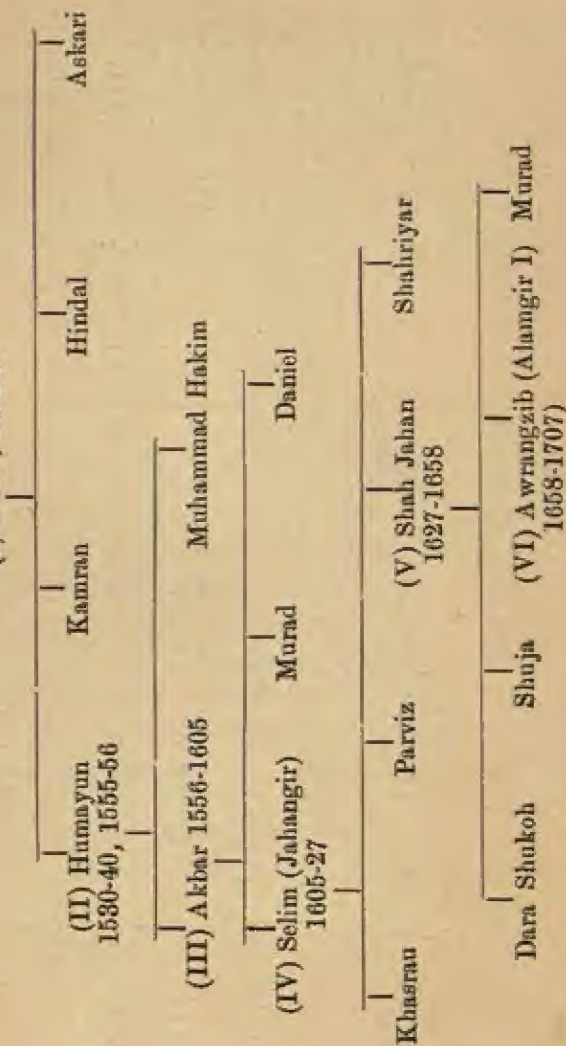 (II) Humayun Kamran Hindal Askari
1530-40, 1555-56
(III) Akbar 1556-1605 Muhammad Hakim
(IV) Selim (Jahangir) Murad Daniel
1605-27
Khasrau Parviz (V) Shah Jahan Shahriyar
1627-1658
Dara Shukoh Shuja (VI) Awrangzib (Alamgir I) Murad
1658-1707)